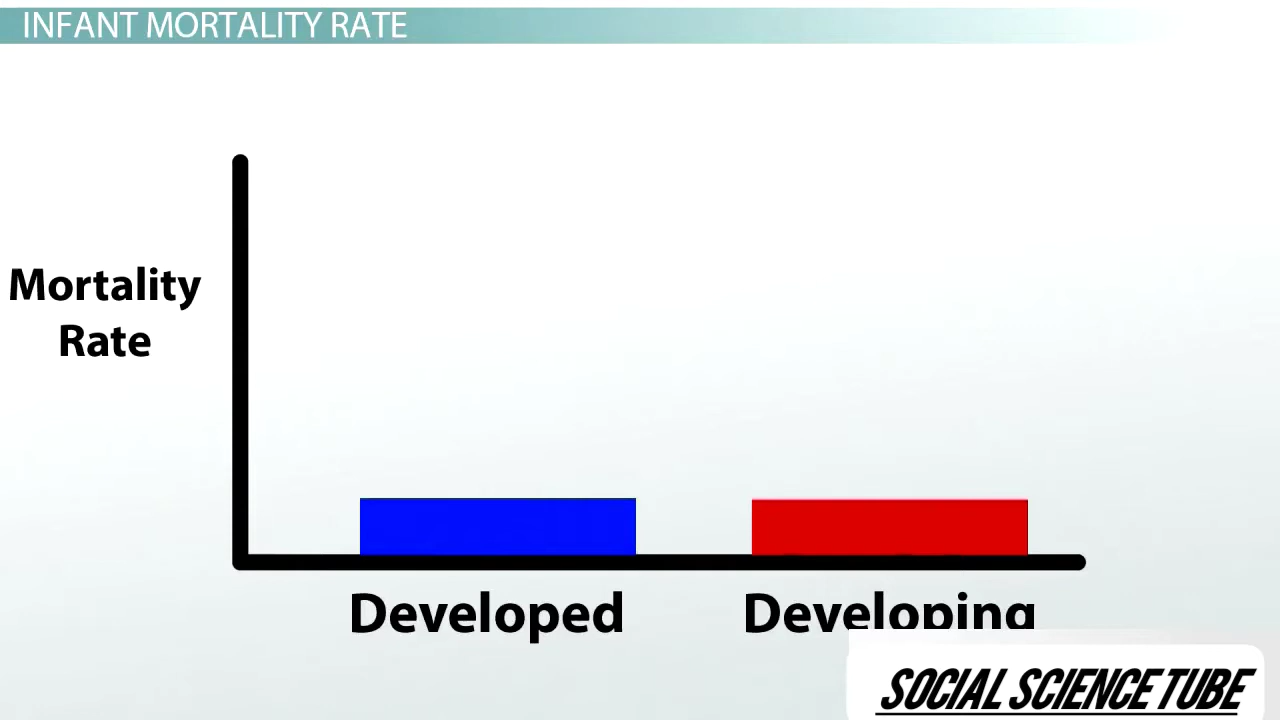 INFANT MORTALITY RATE
Mortality
Rate
Developed
Developing
SOCIAL SCIENCE TUBE